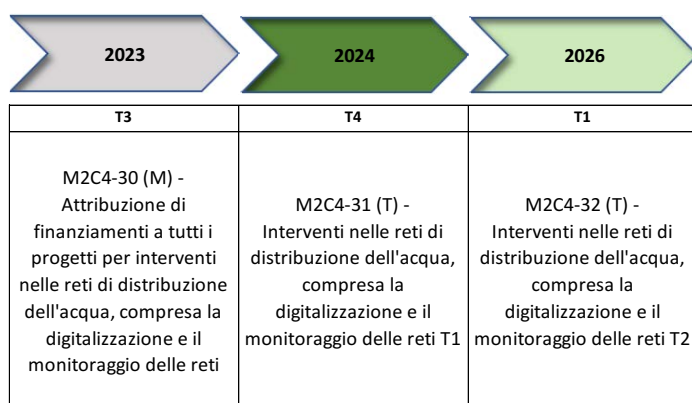 2023
2024
2026
T3
T4
T1
M2C4-30 (M) -
Attribuzione di
finanziamenti a tutti i
progetti per interventi
nelle reti di distribuzione
dell'acqua, compresa la
digitalizzazione e il
monitoraggio delle reti
M2C4-31 (T) -
Interventi nelle reti di
distribuzione dell'acqua,
compresa la
digitalizzazione e il
monitoraggio delle reti T1
M2C4-32 (T) -
Interventi nelle reti di
distribuzione dell'acqua,
compresa la
digitalizzazione e il
monitoraggio delle reti T2